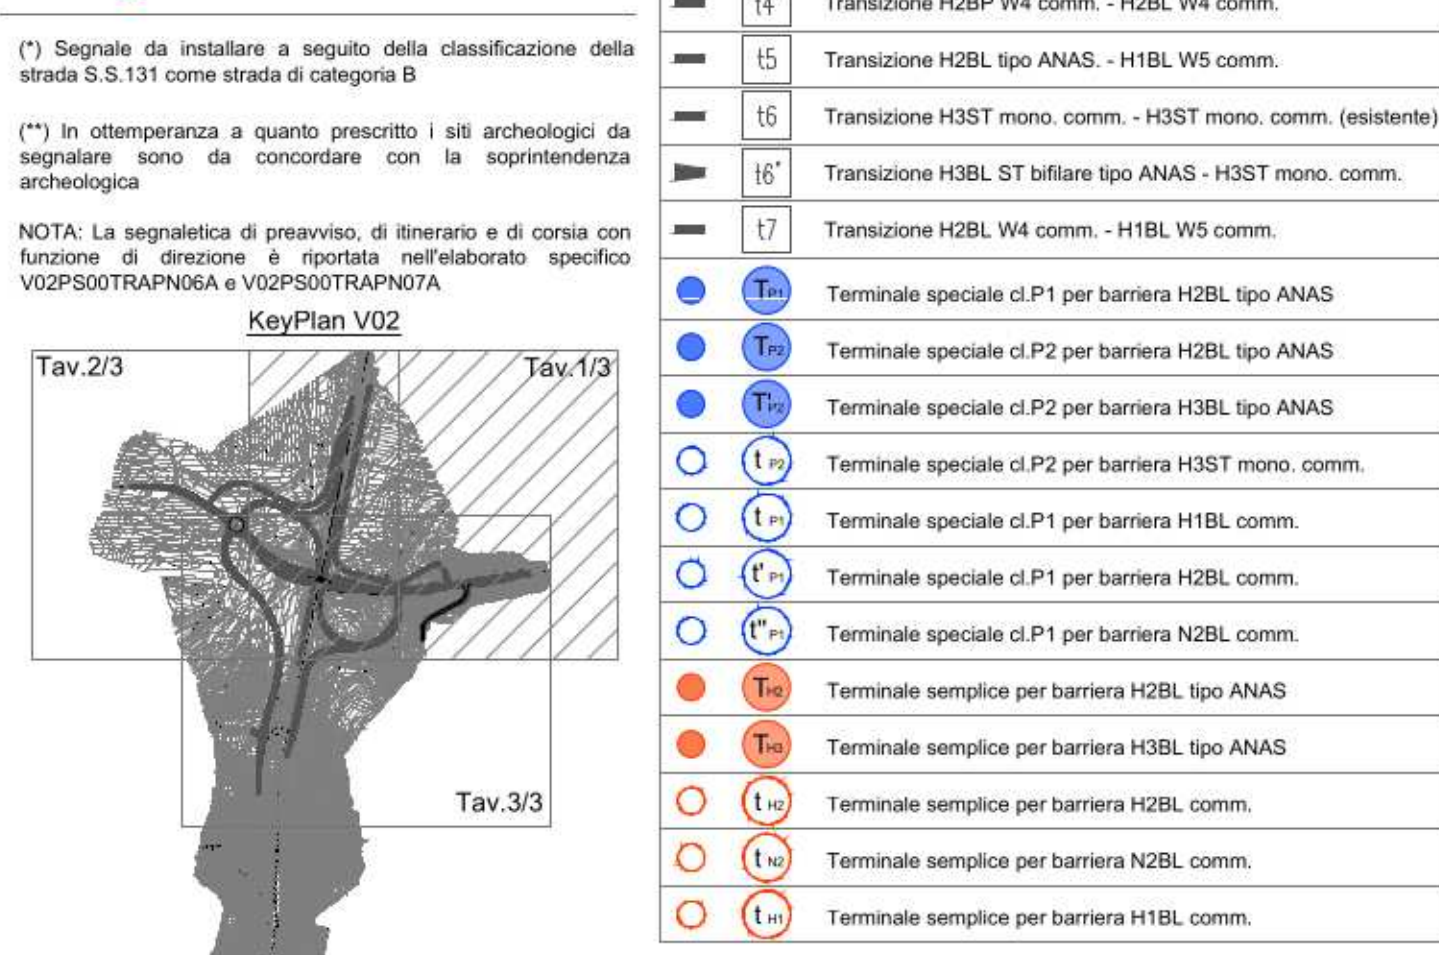 (*) Segnale da installare a seguito della classificazione della
strada S.S.131 come strada di categoria B
(**) In ottemperanza a quanto prescritto i siti archeologici da
segnalare sono da concordare con la soprintendenza
archeologica
NOTA: La segnaletica di preavviso, di itinerario e di corsia con
funzione di direzione è riportata nell'elaborato specifico
V02PS00TRAPN06A e V02PS00TRAPN07A
KeyPlan V02
Tav.2/3
Tav.1/3
Tav.3/3
t4 Transizione H2BP W4 comm. - H2BL W4 comm.
t5 Transizione H2BL tipo ANAS. - H1BL W5 comm.
t6 Transizione H3ST mono. comm. - H3ST mono. comm. (esistente)
t6* Transizione H3BL ST bifilare tipo ANAS - H3ST mono. comm.
t7 Transizione H2BL W4 comm. - H1BL W5 comm.
TP1 Terminale speciale cl.P1 per barriera H2BL tipo ANAS
TP2 Terminale speciale cl.P2 per barriera H2BL tipo ANAS
T'P2 Terminale speciale cl.P2 per barriera H3BL tipo ANAS
t P2 Terminale speciale cl.P2 per barriera H3ST mono. comm.
t P1 Terminale speciale cl.P1 per barriera H1BL comm.
t' P1 Terminale speciale cl.P1 per barriera H2BL comm.
t" P1 Terminale speciale cl.P1 per barriera N2BL comm.
TH2 Terminale semplice per barriera H2BL tipo ANAS
TH3 Terminale semplice per barriera H3BL tipo ANAS
t H2 Terminale semplice per barriera H2BL comm.
t N2 Terminale semplice per barriera N2BL comm.
t H1 Terminale semplice per barriera H1BL comm.